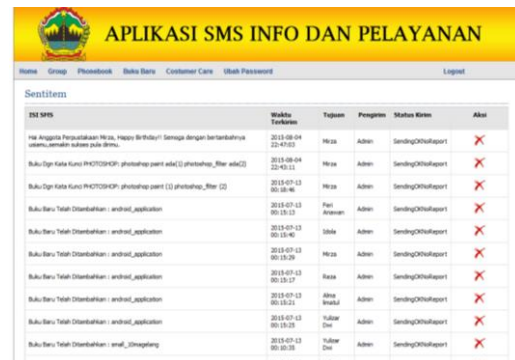 APLIKASI SMS INFO DAN PELAYANAN
Home Group Phonebook Buku Baru Costumer Care Ubah Password Logout
Sentitem
ISI SMS Waktu Terkirim Tujuan Pengirim Status Kirim Aksi
Hai Anggota Perpustakaan Mirza, Happy Birthday!! Semoga dengan bertambahnya
usiamu,semakin sukses pula dirimu. 2015-08-04 22:47:03 Mirza Admin SendingOKNoReport
Buku Dgn Kata Kunci PHOTOSHOP: photoshop paint ada(1) photoshop_filter ada(2) 2015-08-04 22:43:11 Mirza Admin SendingOKNoReport
Buku Dgn Kata Kunci PHOTOSHOP: photoshop paint (1) photoshop_filter (2) 2015-07-13 00:18:46 Mirza Admin SendingOKNoReport
Buku Baru Telah Ditambahkan : android_application 2015-07-13 00:15:13 Feri Ariawan Admin SendingOKNoReport
Buku Baru Telah Ditambahkan : android_application 2015-07-13 00:15:40 Admin SendingOKNoReport
Buku Baru Telah Ditambahkan : android_application 2015-07-13 00:15:29 Mirza Admin SendingOKNoReport
Buku Baru Telah Ditambahkan : android_application 2015-07-13 00:15:17 Reza Admin SendingOKNoReport
Buku Baru Telah Ditambahkan : android_application 2015-07-13 00:15:21 Alina Admin SendingOKNoReport
Buku Baru Telah Ditambahkan : android_application 2015-07-13 00:15:25 Yulizar Dwi Admin SendingOKNoReport
Buku Baru Telah Ditambahkan : small_10magelang 2015-07-13 00:10:35 Yulizar Dwi Admin SendingOKNoReport